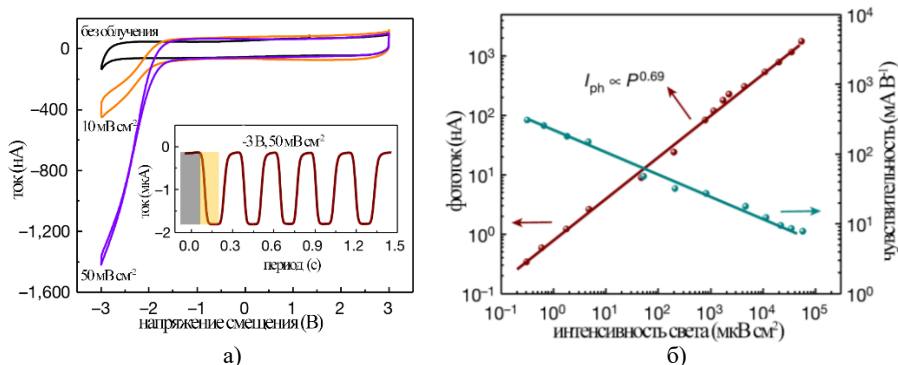 а)
200
0
−400
−800
−1,200
−1,600
ток (нА)
без облучения
10 мВ см-2
50 мВ см-2
-3 В, 50 мВ см-2
0
−1
−2
ток (мкА)
0.0 0.3 0.6 0.9 1.2 1.5
период (с)
−3 −2 −1 0 1 2 3
напряжение смещения (В)
а)
б)
10³
10²
10¹
10⁰
10⁻¹
фототок (нА)
Iph ∝ P0.69
10⁴
10³
10²
10¹
10⁰
чувствительность (мА В-1)
10⁻¹ 10⁰ 10¹ 10² 10³ 10⁴ 10⁵
интенсивность света (мкВ см²)
б)